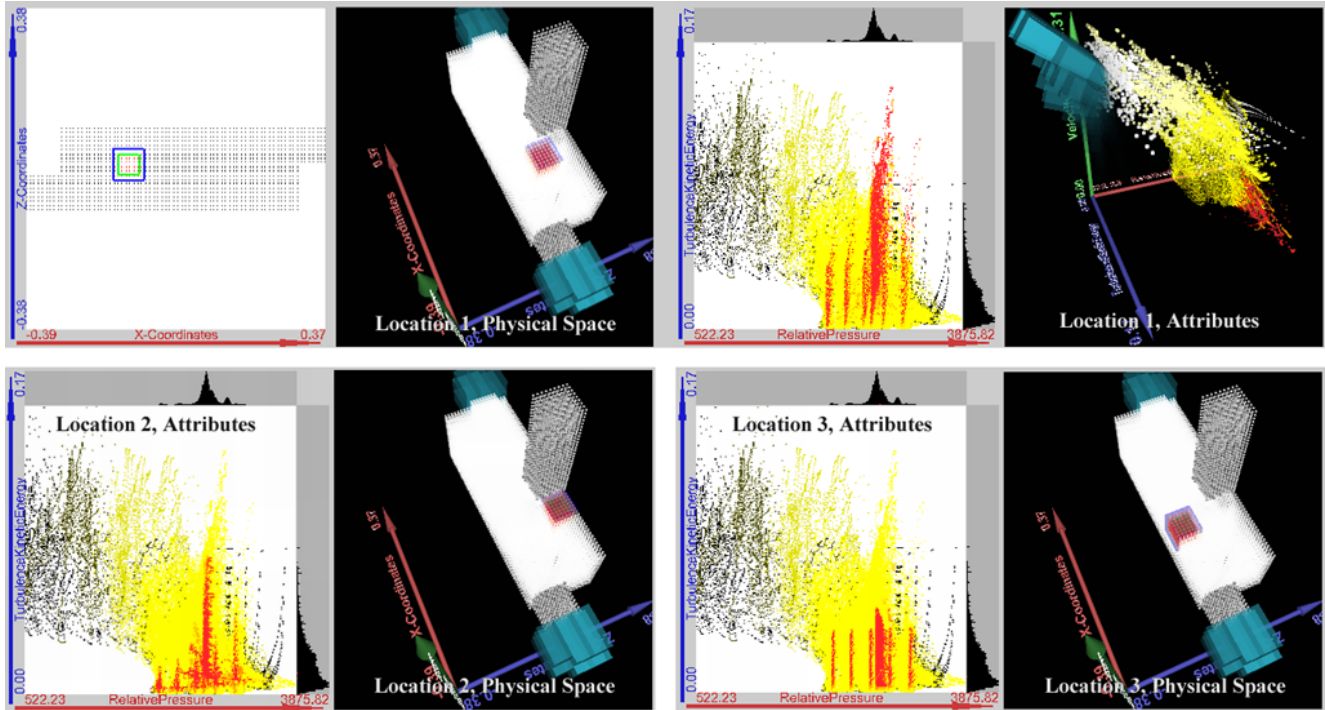 0.38
Z-Coordinates
-0.38
-0.39 X-Coordinates 0.37
0.37
X-Coordinates
Location 1, Physical Space
0.17
TurbulenceKineticEnergy
0.00
522.23 RelativePressure 3875.82
Location 1, Attributes
0.17
Location 2, Attributes
TurbulenceKineticEnergy
0.00
522.23 RelativePressure 3875.82
0.37
X-Coordinates
Location 2, Physical Space
0.17
Location 3, Attributes
TurbulenceKineticEnergy
0.00
522.23 RelativePressure 3875.82
0.37
X-Coordinates
Location 3, Physical Space